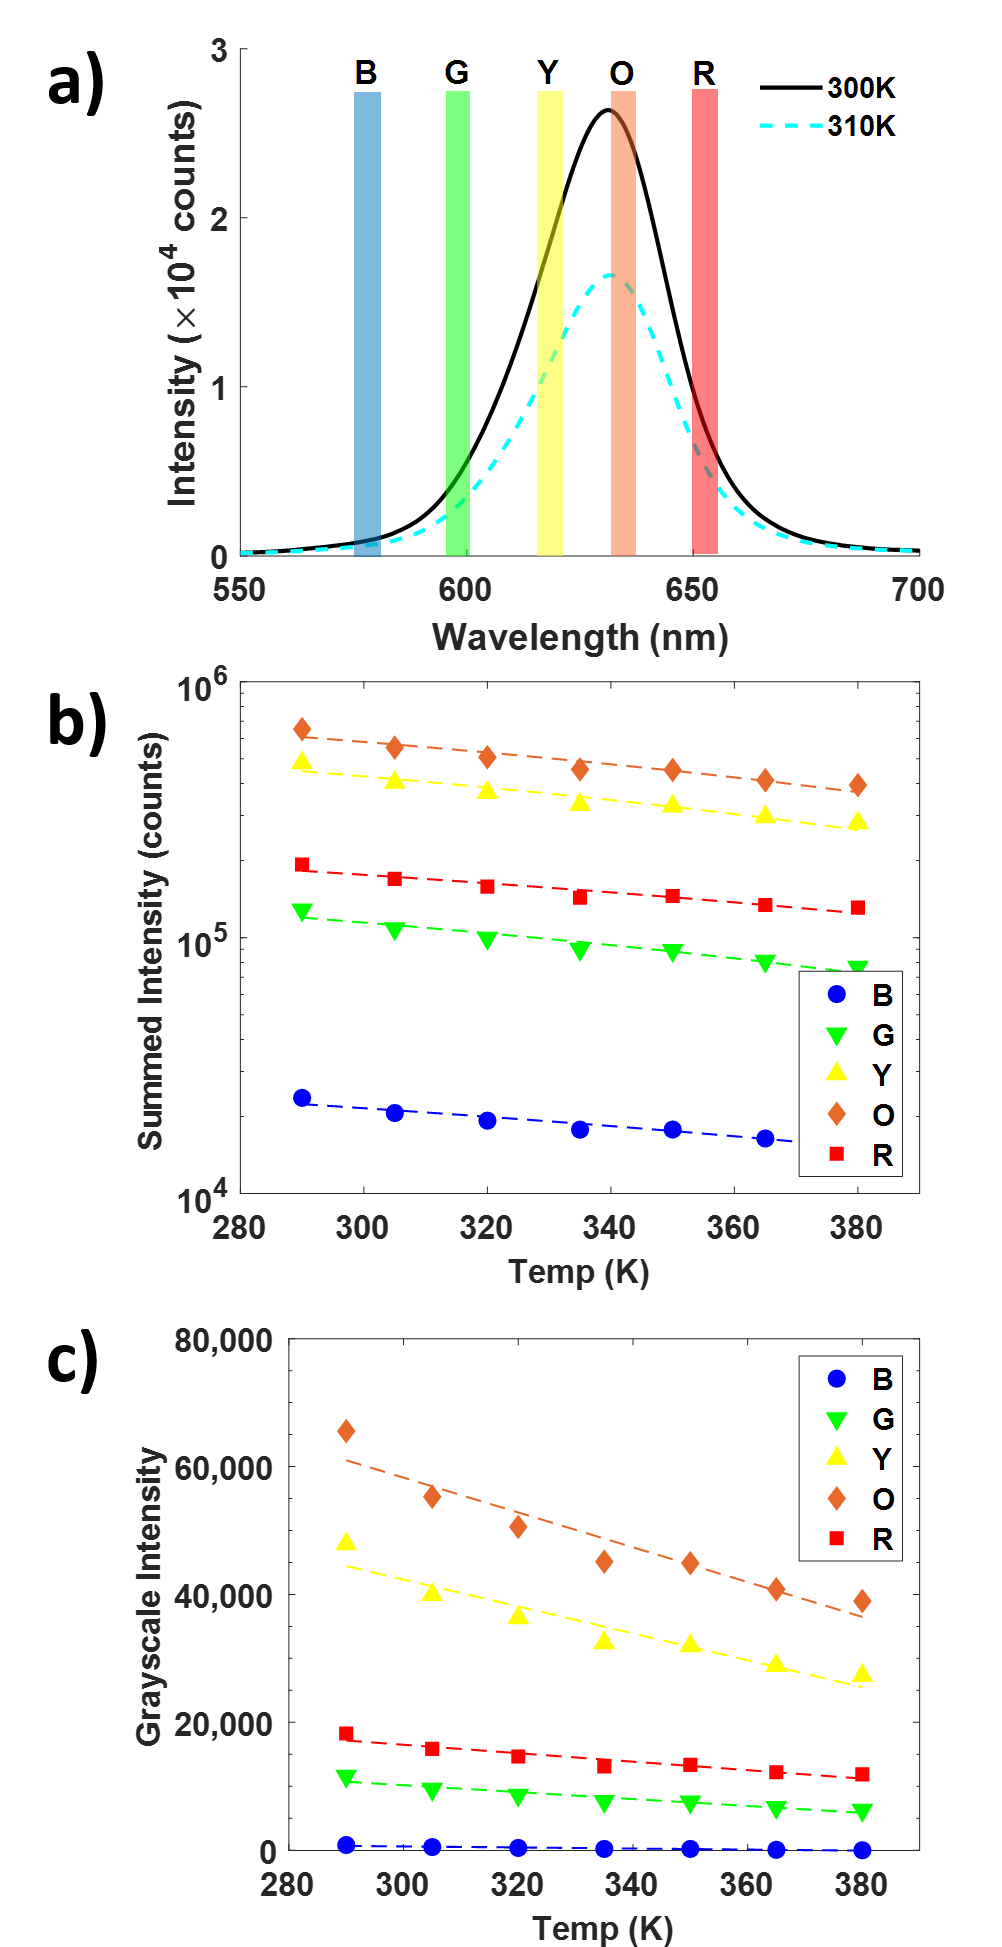 a)
B G Y O R
300K
310K
3
2
1
0
Intensity (×10⁴ counts)
550 600 650 700
Wavelength (nm)
b)
10⁶
10⁵
10⁴
Summed Intensity (counts)
B
G
Y
O
R
280 300 320 340 360 380
Temp (K)
c)
80,000
60,000
40,000
20,000
0
Grayscale Intensity
B
G
Y
O
R
280 300 320 340 360 380
Temp (K)